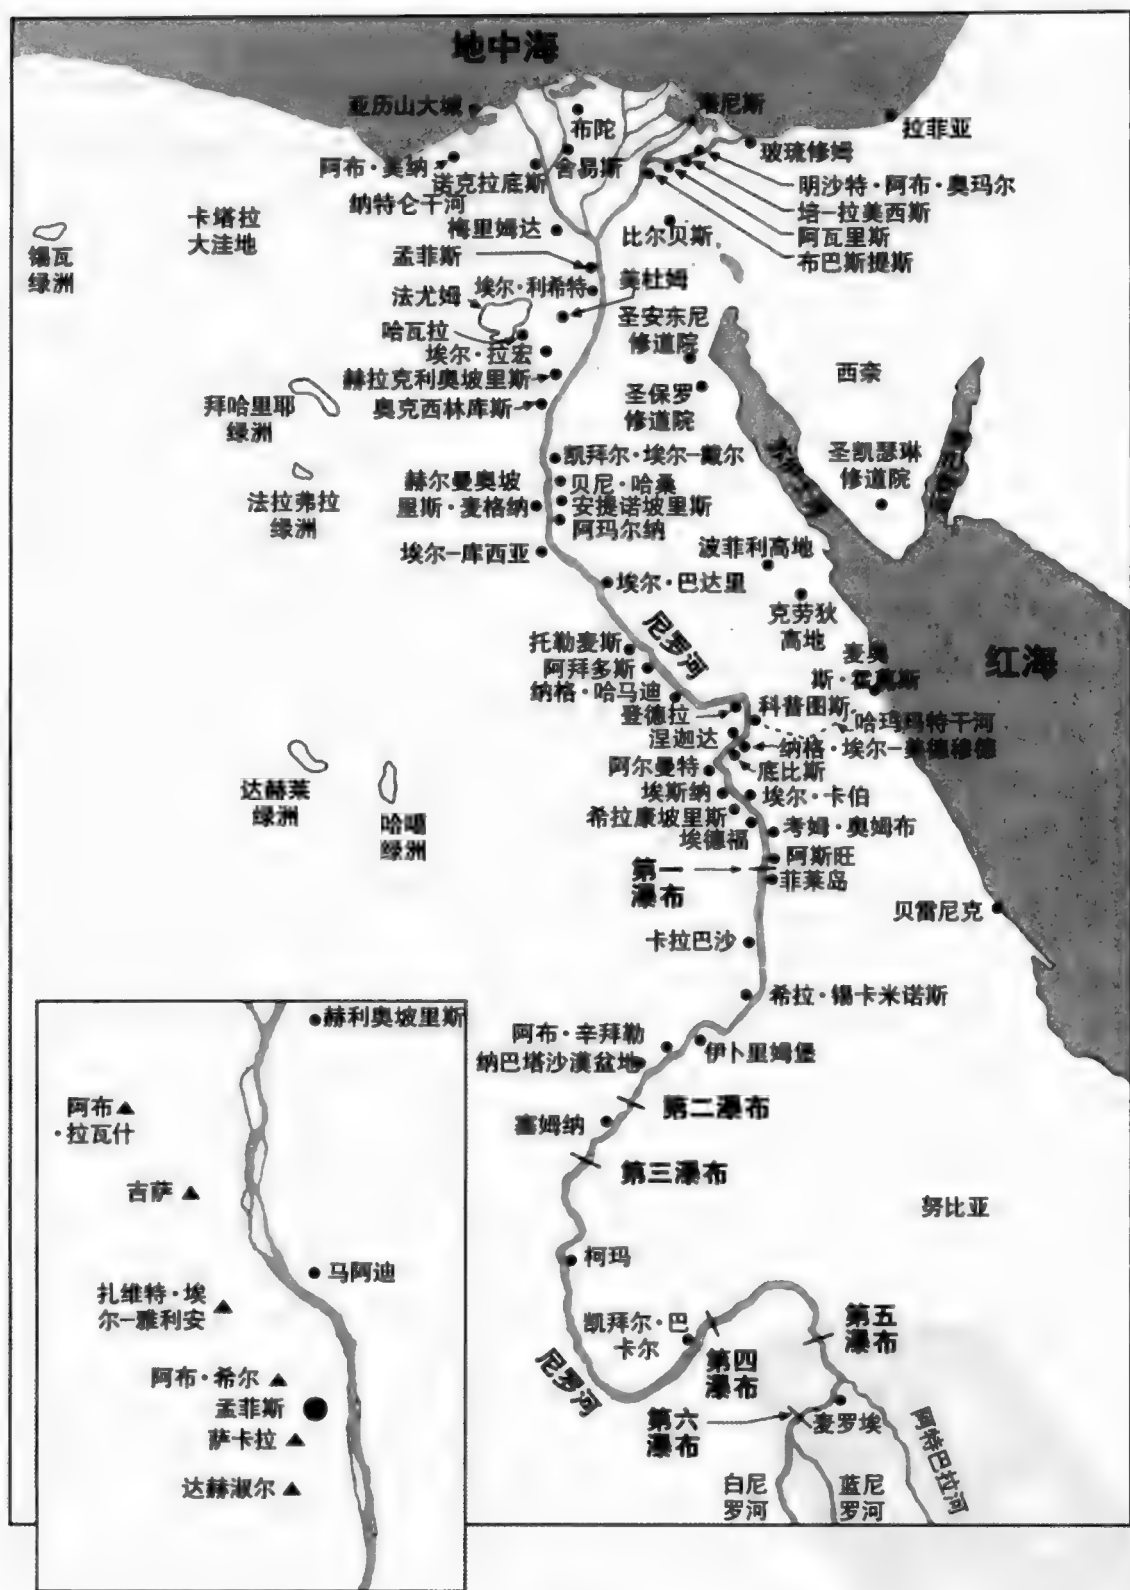 地中海
亚历山大城
布陀
塔尼斯
拉菲亚
阿布·美纳
诺克拉底斯
舍易斯
玻琉修姆
纳特仑干河
明沙特·阿布·奥玛尔
培-拉美西斯
阿瓦里斯
布巴斯提斯
卡塔拉
大洼地
锡瓦
绿洲
梅里姆达
比尔贝斯
孟菲斯
美杜姆
法尤姆
埃尔·利希特
哈瓦拉
圣安东尼
修道院
埃尔·拉宏
赫拉克利奥坡里斯
西奈
拜哈里耶
绿洲
奥克西林库斯
圣保罗
修道院
圣凯瑟琳
修道院
凯拜尔·埃尔-戴尔
赫尔曼奥坡
里斯·麦格纳
贝尼·哈桑
安提诺坡里斯
阿玛尔纳
法拉弗拉
绿洲
埃尔-库西亚
波菲利高地
埃尔·巴达里
克劳狄
高地
尼罗河
托勒麦斯
阿拜多斯
纳格·哈马迪
麦奥
斯·霍莫斯
红海
登德拉
科普图斯
哈玛玛特干河
涅迦达
纳格·埃尔-美德穆德
底比斯
阿尔曼特
达赫莱
绿洲
哈噶
绿洲
埃斯纳
埃尔·卡伯
希拉康坡里斯
埃德福
考姆·奥姆布
阿斯旺
第一
瀑布
菲莱岛
贝雷尼克
卡拉巴沙
希拉·锡卡米诺斯
阿布·辛拜勒
纳巴塔沙漠盆地
伊卜里姆堡
第二瀑布
塞姆纳
第三瀑布
努比亚
柯玛
凯拜尔·巴
卡尔
第四
瀑布
第五
瀑布
尼罗河
第六
瀑布
麦罗埃
阿特巴拉河
白尼
罗河
蓝尼
罗河
赫利奥坡里斯
阿布
·拉瓦什
吉萨
马阿迪
扎维特·埃
尔-雅利安
阿布·希尔
孟菲斯
萨卡拉
达赫淑尔